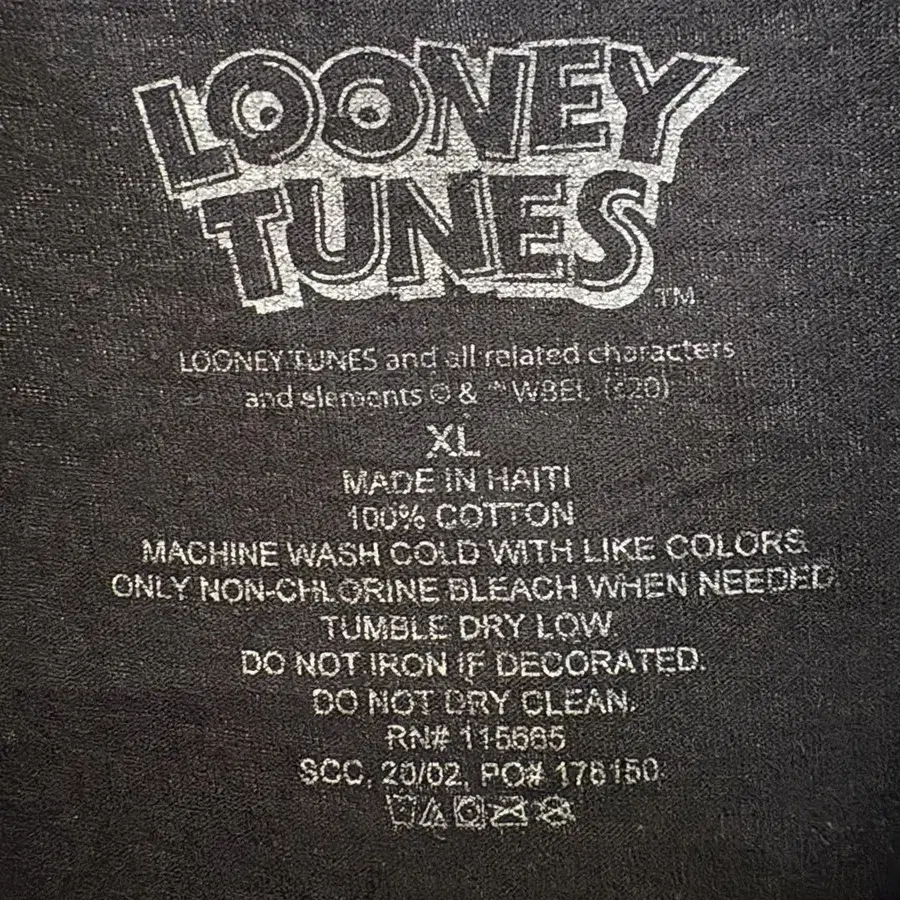 LOONEY
TUNES
TM
LOONEY TUNES and all related characters
and elements © & ™ WBEI. (s20)
XL
MADE IN HAITI
100% COTTON
MACHINE WASH COLD WITH LIKE COLORS
ONLY NON-CHLORINE BLEACH WHEN NEEDED.
TUMBLE DRY LOW.
DO NOT IRON IF DECORATED.
DO NOT DRY CLEAN.
RN#
SCC, 20/02, PO# 176150